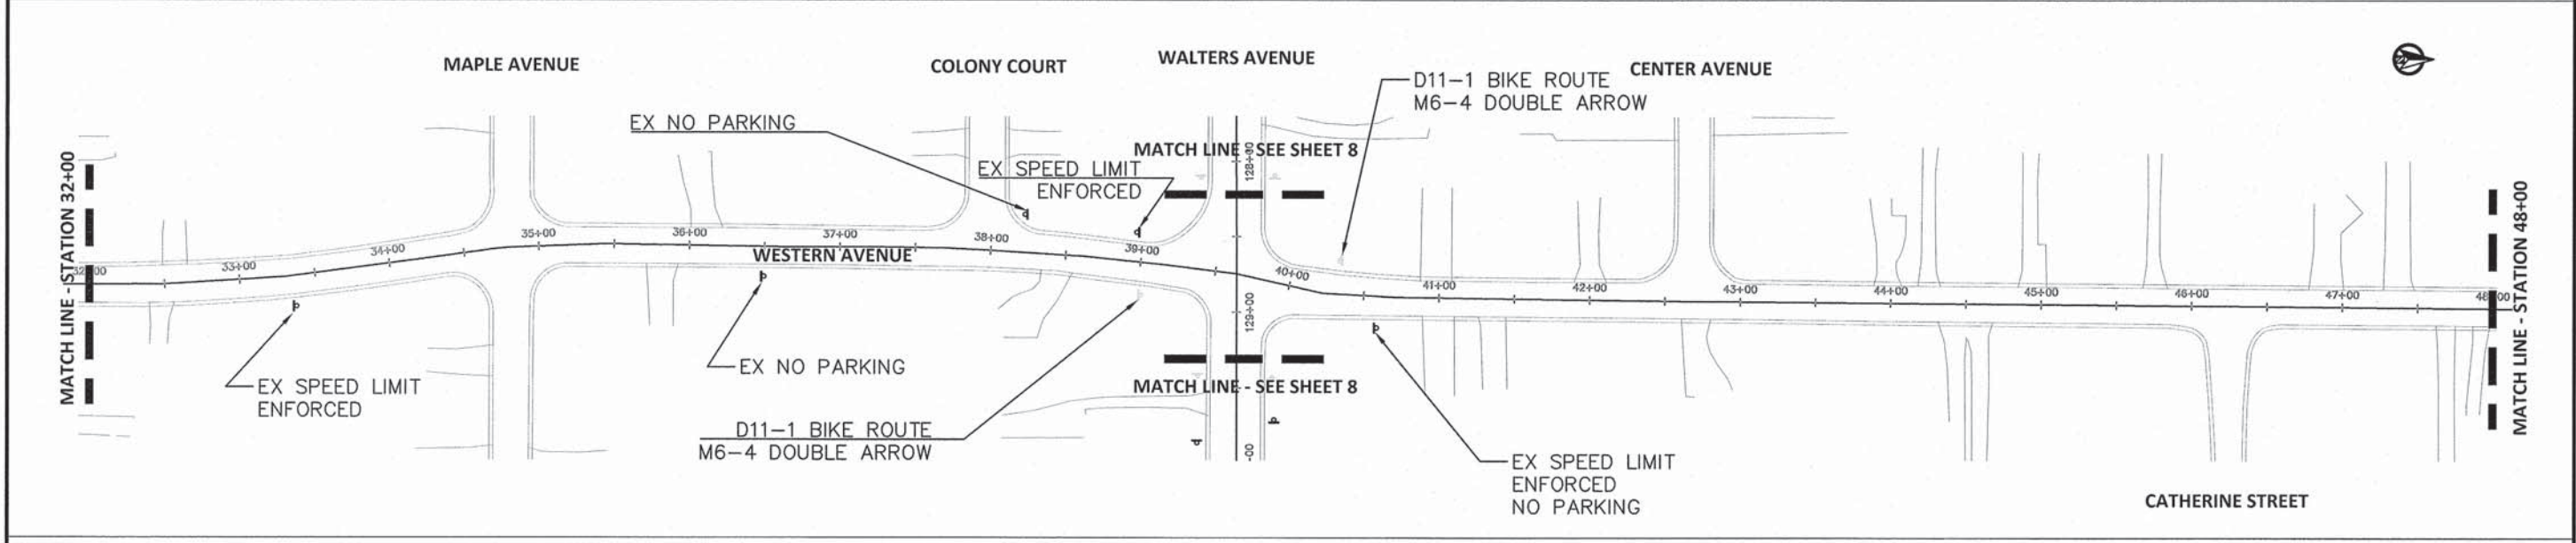 MAPLE AVENUE
COLONY COURT
WALTERS AVENUE
CENTER AVENUE
D11-1 BIKE ROUTE
M6-4 DOUBLE ARROW
EX NO PARKING
MATCH LINE - SEE SHEET 8
EX SPEED LIMIT
ENFORCED
128+00
MATCH LINE - STATION 32+00
32+00
33+00
34+00
35+00
36+00
37+00
38+00
39+00
40+00
41+00
42+00
43+00
44+00
45+00
46+00
47+00
48+00
MATCH LINE - STATION 48+00
WESTERN AVENUE
129+00
EX SPEED LIMIT
ENFORCED
EX NO PARKING
MATCH LINE - SEE SHEET 8
D11-1 BIKE ROUTE
M6-4 DOUBLE ARROW
-00
EX SPEED LIMIT
ENFORCED
NO PARKING
CATHERINE STREET